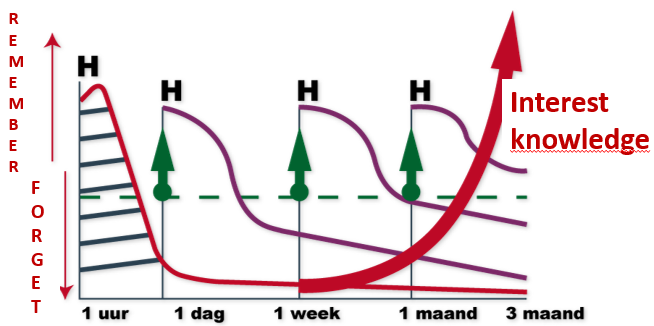 REMEMBER
FORGET
H
H
H
H
Interest
knowledge
1 uur
1 dag
1 week
1 maand
3 maand